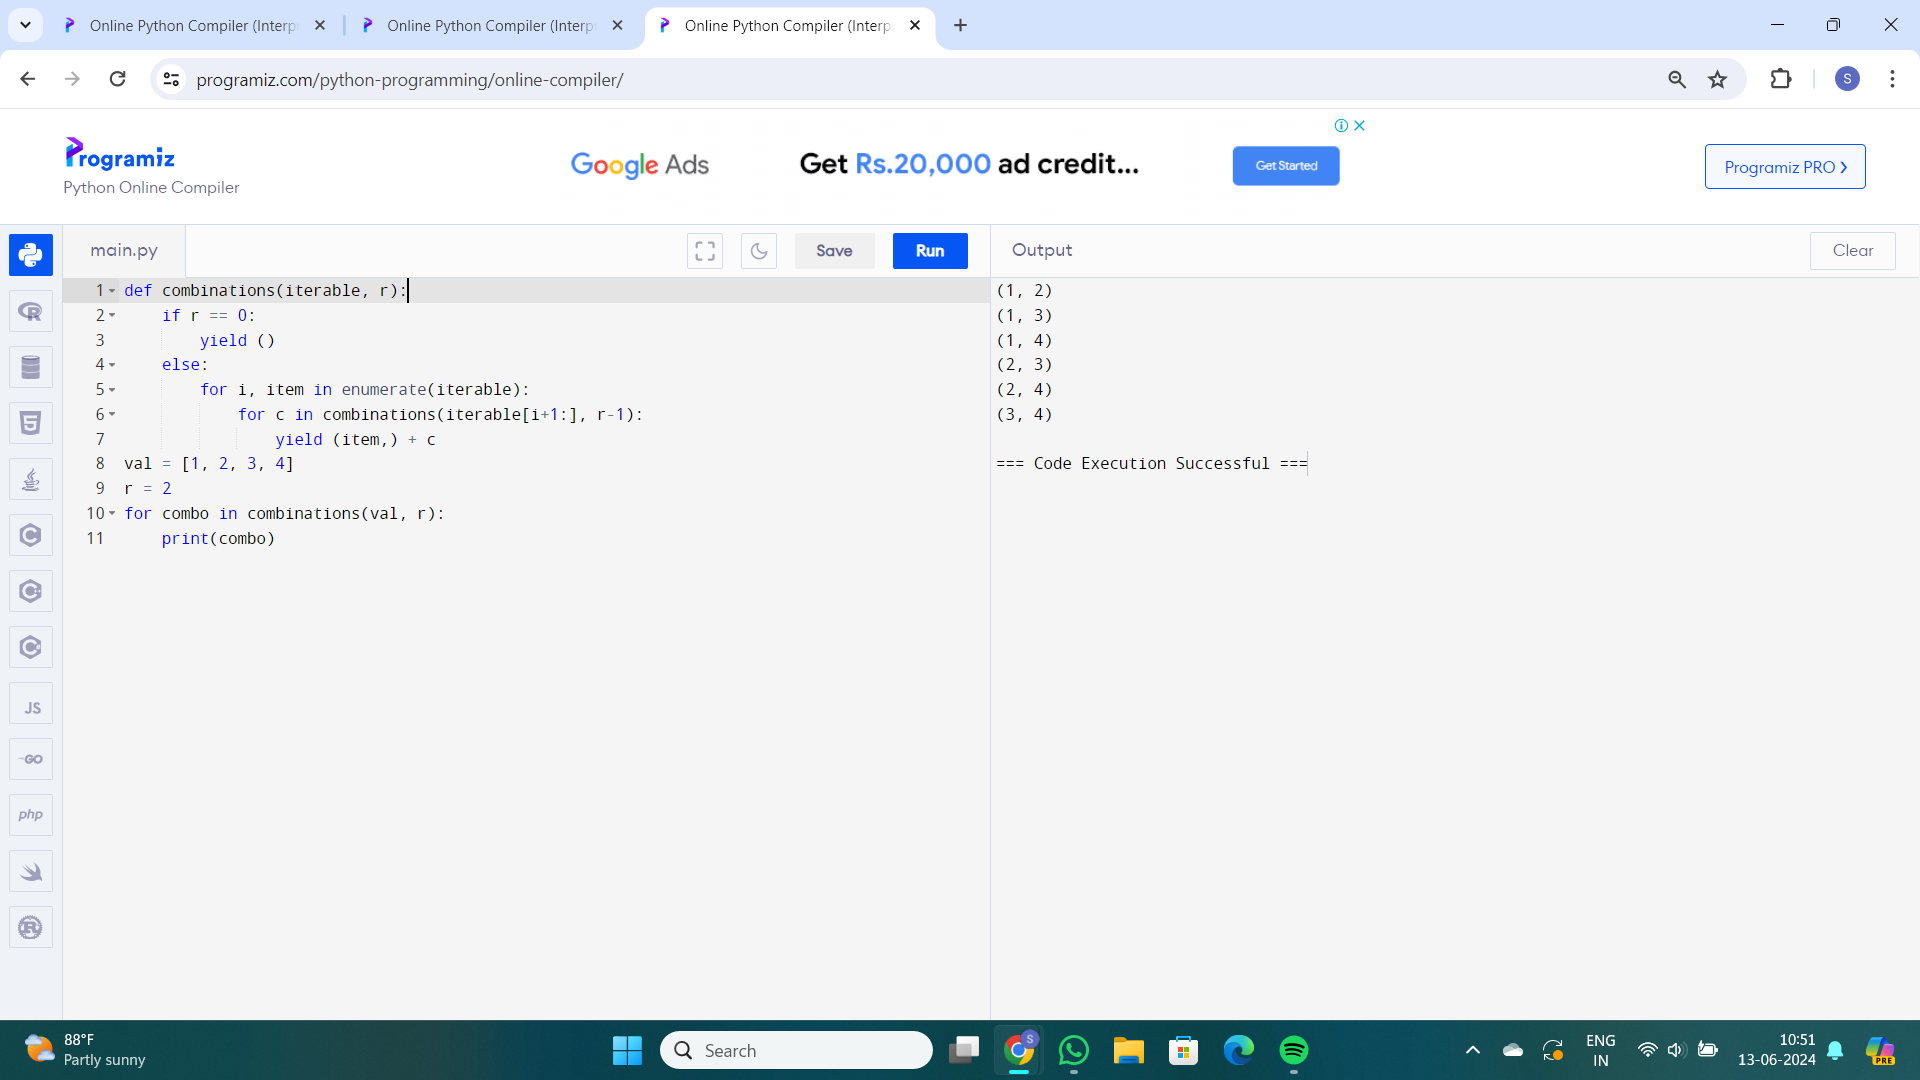 Online Python Compiler (Interp
Online Python Compiler (Interp
Online Python Compiler (Interp
programiz.com/python-programming/online-compiler/
S
Programiz
Python Online Compiler
Google Ads
Get Rs.20,000 ad credit...
Get Started
Programiz PRO
main.py
Save
Run
Output
Clear
1 def combinations(iterable, r):
2     if r == 0:
3         yield ()
4     else:
5         for i, item in enumerate(iterable):
6             for c in combinations(iterable[i+1:], r-1):
7                 yield (item,) + c
8 val = [1, 2, 3, 4]
9 r = 2
10 for combo in combinations(val, r):
11     print(combo)
(1, 2)
(1, 3)
(1, 4)
(2, 3)
(2, 4)
(3, 4)
=== Code Execution Successful ===
R
5
C
C
C
JS
GO
php
R
88°F
Partly sunny
Search
S
ENG
IN
10:51
13-06-2024
PRE